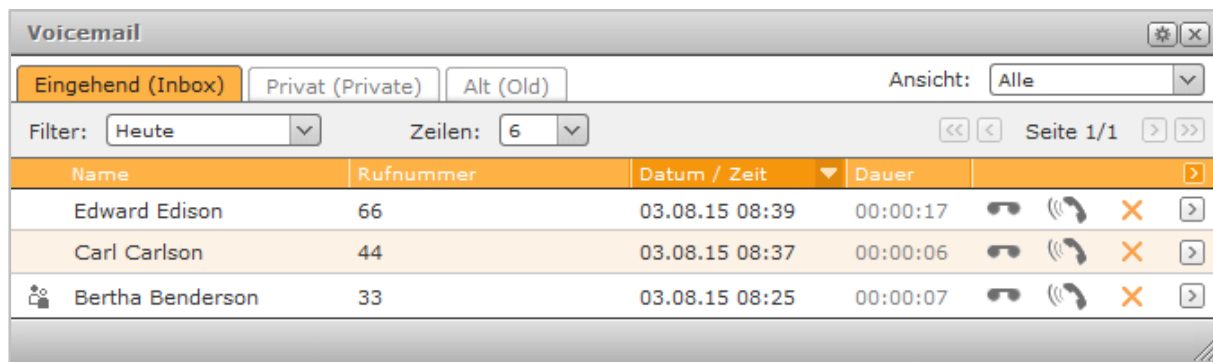 Voicemail
Eingehend (Inbox) Privat (Private) Alt (Old) Ansicht: Alle
Filter: Heute Zeilen: 6 << < Seite 1/1 > >>
Name Rufnummer Datum / Zeit Dauer
Edward Edison 66 03.08.15 08:39 00:00:17
Carl Carlson 44 03.08.15 08:37 00:00:06
Bertha Benderson 33 03.08.15 08:25 00:00:07